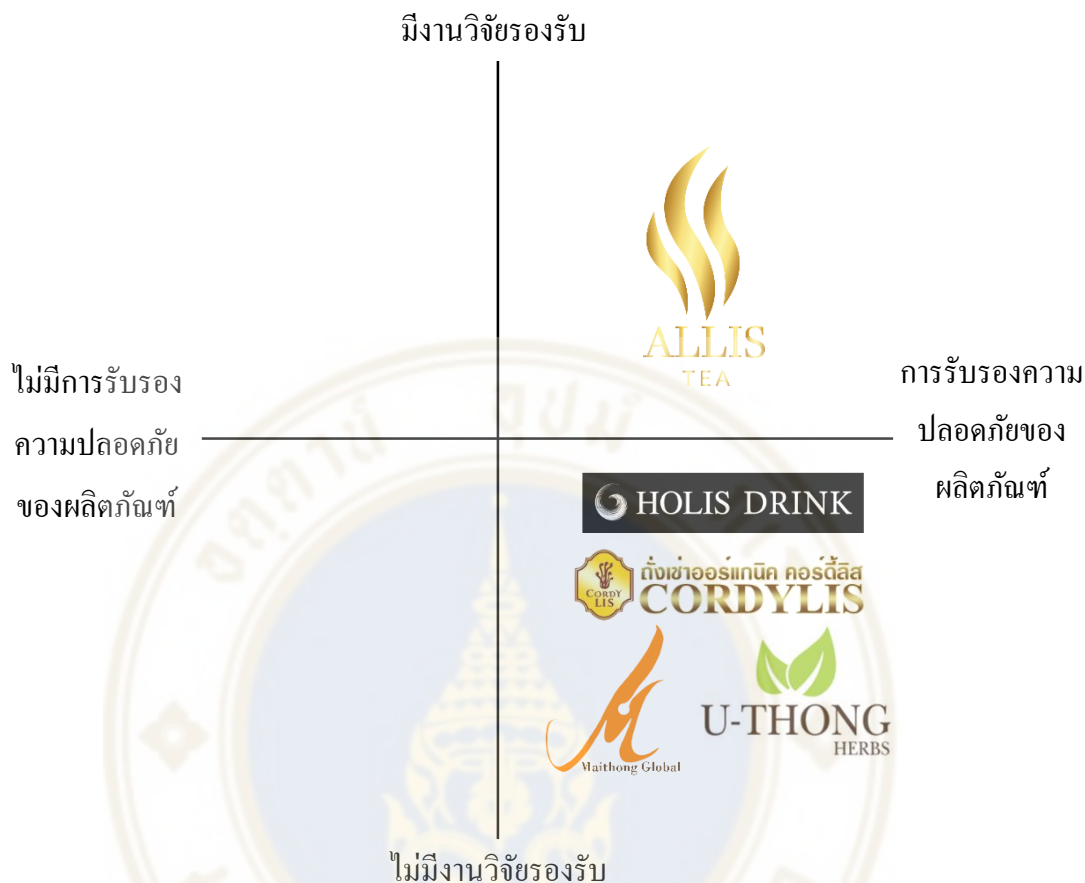 มีงานวิจัยรองรับ
ALLIS
TEA
ไม่มีการรับรอง
ความปลอดภัย
ของผลิตภัณฑ์
การรับรองความ
ปลอดภัยของ
ผลิตภัณฑ์
HOLIS DRINK
CORDY
LIS
ถั่งเช่าออร์แกนิค คอร์ดี้ลิส
CORDYLIS
U-THONG
HERBS
Maithong Global
ไม่มีงานวิจัยรองรับ